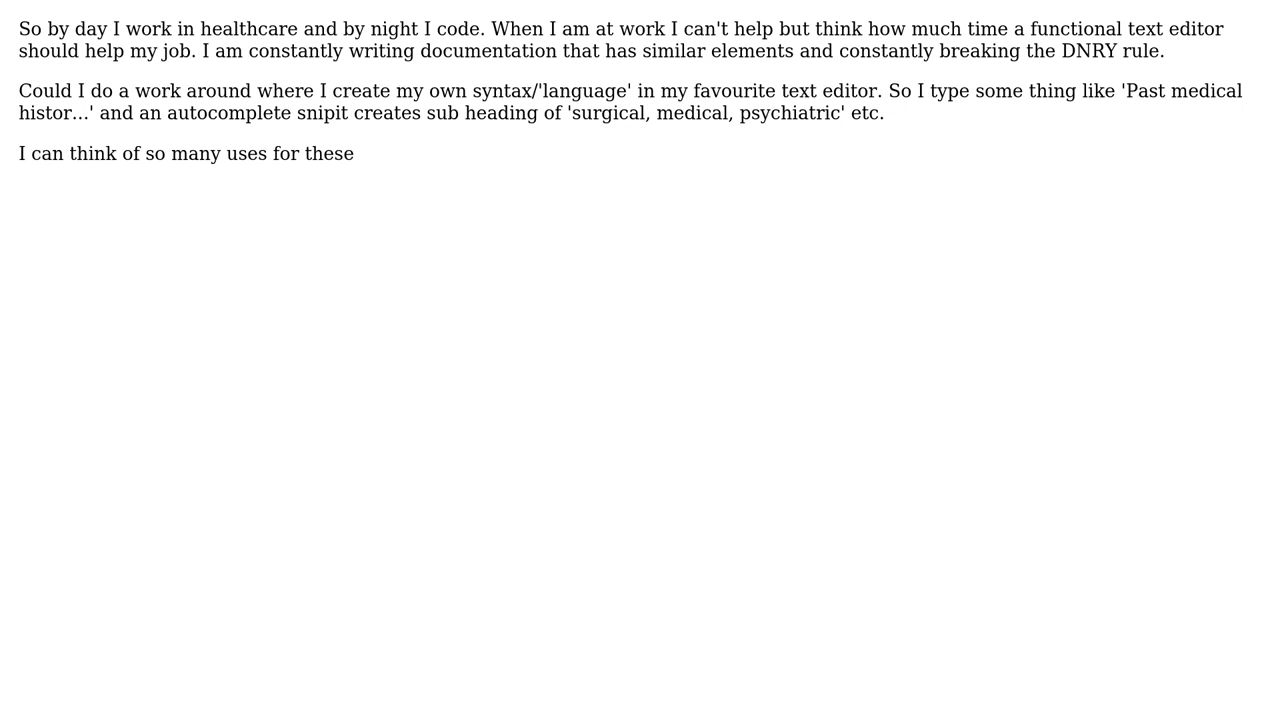 So by day I work in healthcare and by night I code. When I am at work I can't help but think how much time a functional text editor
should help my job. I am constantly writing documentation that has similar elements and constantly breaking the DNRY rule.
Could I do a work around where I create my own syntax/'language' in my favourite text editor. So I type some thing like 'Past medical
histor...' and an autocomplete snipit creates sub heading of 'surgical, medical, psychiatric' etc.
I can think of so many uses for these